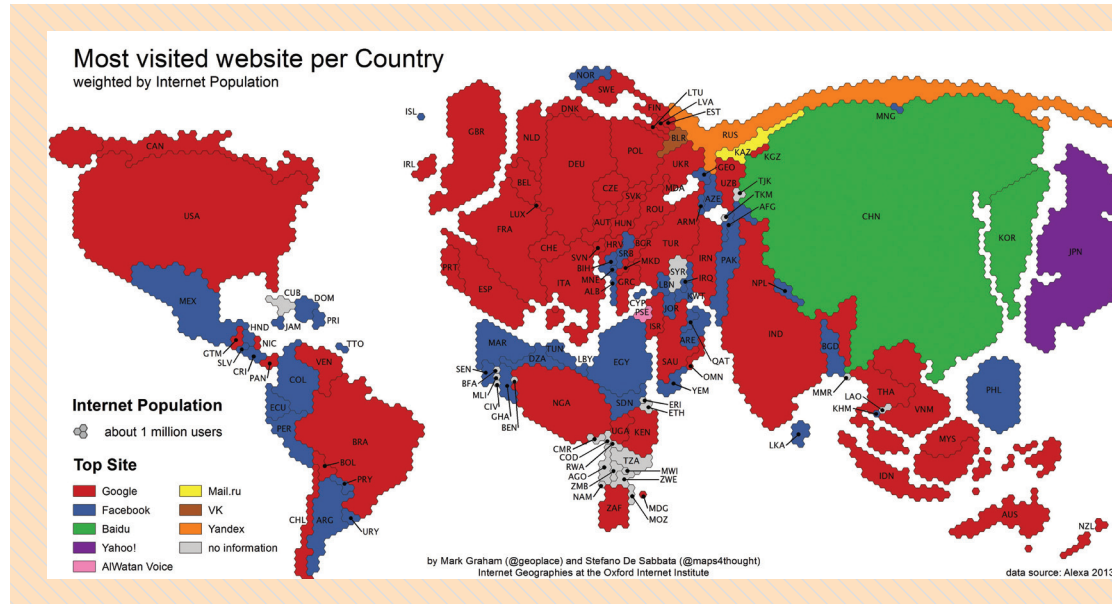 Most visited website per Country
weighted by Internet Population
NOR
SWE
FIN
LTU
LVA
EST
ISL
DNK
GBR
NLD
POL
BLR
RUS
MNG
CAN
IRL
DEU
UKR
KAZ
KGZ
GEO
BEL
CZE
MDA
UZB
TJK
SVK
TKM
USA
LUX
ROU
AZE
AFG
FRA
AUT
HUN
ARM
CHN
KOR
CHE
HRV
BGR
TUR
JPN
SVN
SRB
IRN
PAK
PRT
BIH
MKD
SYR
IRQ
ESP
ITA
MNE
GRC
LBN
NPL
ALB
KWT
MEX
CUB
DOM
CYP
JOR
PSE
HND
JAM
PRI
ISR
IND
MAR
TUN
ARE
BGD
NIC
TTO
DZA
LBY
EGY
QAT
GTM
SLV
VEN
SEN
SAU
OMN
CRI
BFA
PAN
COL
MLI
YEM
MMR
LAO
THA
PHL
CIV
SDN
ERI
KHM
VNM
GHA
NGA
ETH
ECU
BEN
Internet Population
PER
UGA
KEN
LKA
about 1 million users
BRA
CMR
MYS
COD
TZA
BOL
RWA
MWI
IDN
Top Site
AGO
ZWE
PRY
ZMB
Google
Mail.ru
NAM
Facebook
VK
CHL
ARG
ZAF
MDG
AUS
MOZ
Baidu
Yandex
URY
NZL
Yahoo!
no information
AlWatan Voice
by Mark Graham (@geoplace) and Stefano De Sabbata (@maps4thought)
Internet Geographies at the Oxford Internet Institute
data source: Alexa 2013